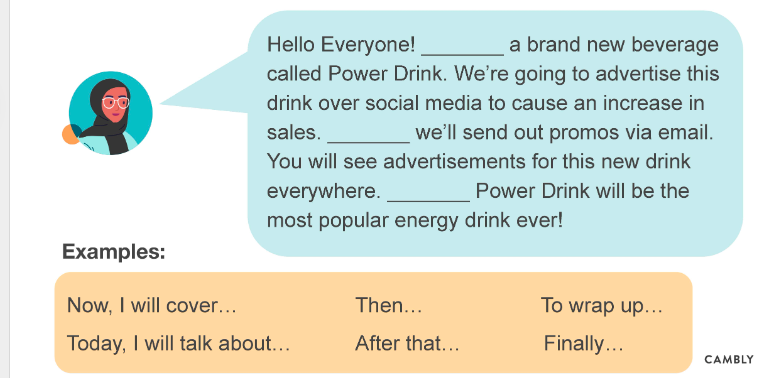 Hello Everyone! _______ a brand new beverage
called Power Drink. We’re going to advertise this
drink over social media to cause an increase in
sales. _______ we’ll send out promos via email.
You will see advertisements for this new drink
everywhere. _______ Power Drink will be the
most popular energy drink ever!
Examples:
Now, I will cover… Then… To wrap up…
Today, I will talk about… After that… Finally…
CAMBLY